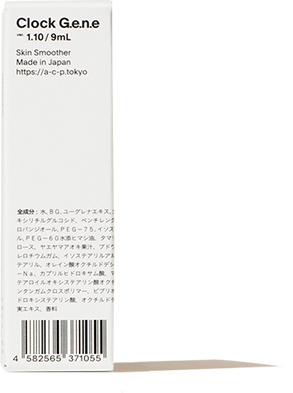 Clock G.e.n.e
ver. 1.10 / 9mL
Skin Smoother
Made in Japan
https://a-c-p.tokyo
全成分：水、ＢＧ、ユーグレナエキス、
キシリチルグルコシド、ペンチレング
ロパンジオール、ＰＥＧ－７５、イソス
ル、ＰＥＧ－６０水添ヒマシ油、タマ
ロース、ヤエヤマアオキ果汁、ブドウ
レロチウムガム、イソステアリルア
ステアリル、オレイン酸オクチルドデシ
－Ｎａ、カプリルヒドロキサム酸、マ
テアロイルオキシステアリン酸オクチ
ンタンガムクロスポリマー、ビブリオ
ドロキシステアリン酸、オクチルドデ
実エキス、香料
4 582565 371055